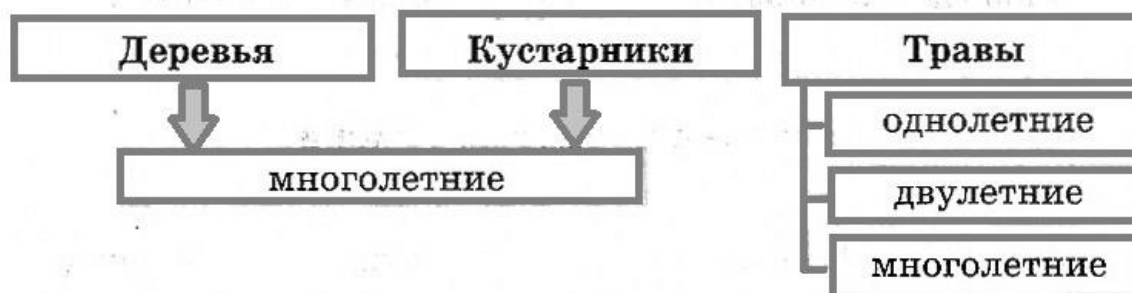 Деревья
Кустарники
Травы
многолетние
однолетние
двулетние
многолетние